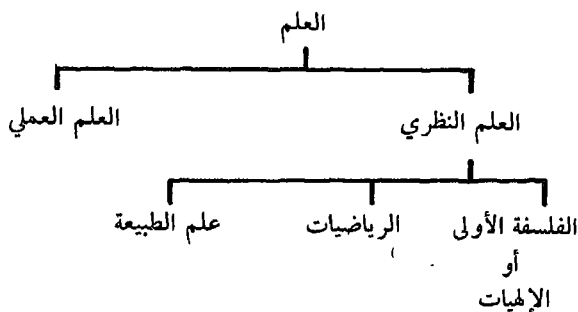 العلم
العلم النظري العلم العملي
الفلسفة الأولى الرياضيات علم الطبيعة
أو
الإلهيات